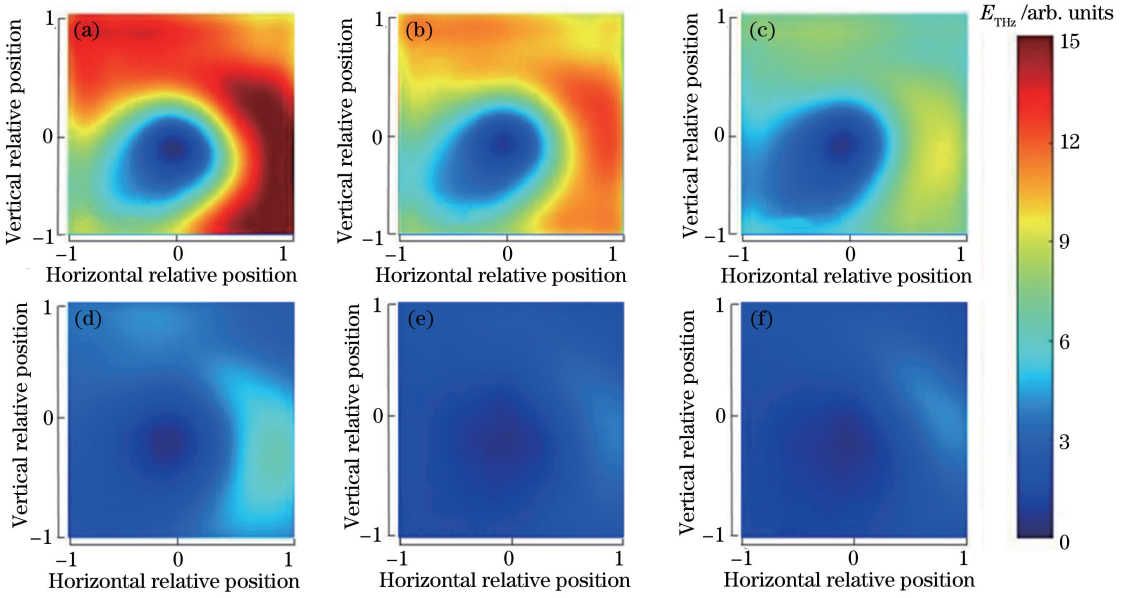 (a)
1
0
−1
Vertical relative position
−1 0 1
Horizontal relative position
(b)
1
0
−1
Vertical relative position
−1 0 1
Horizontal relative position
(c)
1
0
−1
Vertical relative position
−1 0 1
Horizontal relative position
E_THz /arb. units
15
12
9
6
3
0
(d)
1
0
−1
Vertical relative position
−1 0 1
Horizontal relative position
(e)
1
0
−1
Vertical relative position
−1 0 1
Horizontal relative position
(f)
1
0
−1
Vertical relative position
−1 0 1
Horizontal relative position